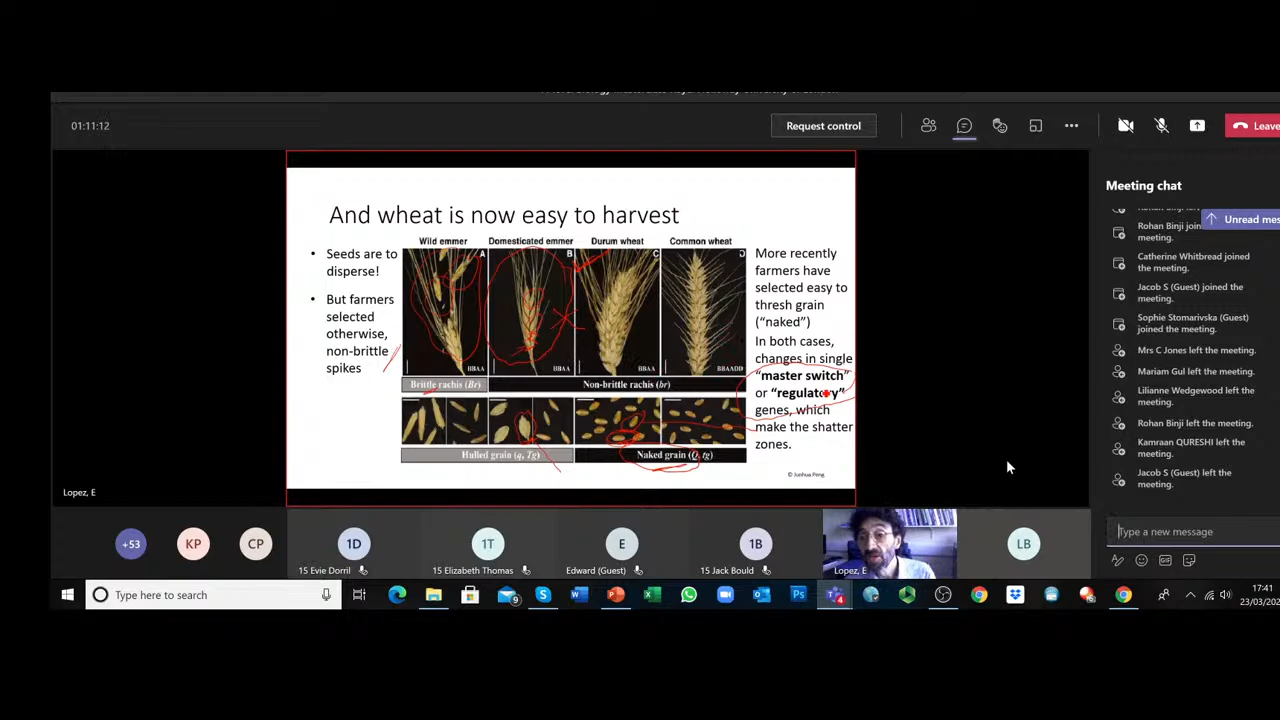 01:11:12
Request control
Leave
And wheat is now easy to harvest
Seeds are to
disperse!
But farmers
selected
otherwise,
non-brittle
spikes
Wild emmer
Domesticated emmer
Durum wheat
Common wheat
A
B
C
D
BBAA
BBAA
BBAA
BBAADD
Brittle rachis (Br)
Non-brittle rachis (br)
Hulled grain (q, Tg)
Naked grain (Q, tg)
More recently
farmers have
selected easy to
thresh grain
(“naked”)
In both cases,
changes in single
“master switch”
or “regulatory”
genes, which
make the shatter
zones.
© Junhua Peng
Lopez, E
Meeting chat
Unread mes
Rohan Binji join
meeting.
Catherine Whitbread joined
the meeting.
Jacob S (Guest) joined the
meeting.
Sophie Stomarivska (Guest)
joined the meeting.
Mrs C Jones left the meeting.
Mariam Gul left the meeting.
Lilianne Wedgewood left the
meeting.
Rohan Binji left the meeting.
Kamraan QURESHI left the
meeting.
Jacob S (Guest) left the
meeting.
Type a new message
+53
KP
CP
1D
15 Evie Dorril
1T
15 Elizabeth Thomas
E
Edward (Guest)
1B
15 Jack Bould
Lopez, E
LB
Type here to search
17:41
23/03/202